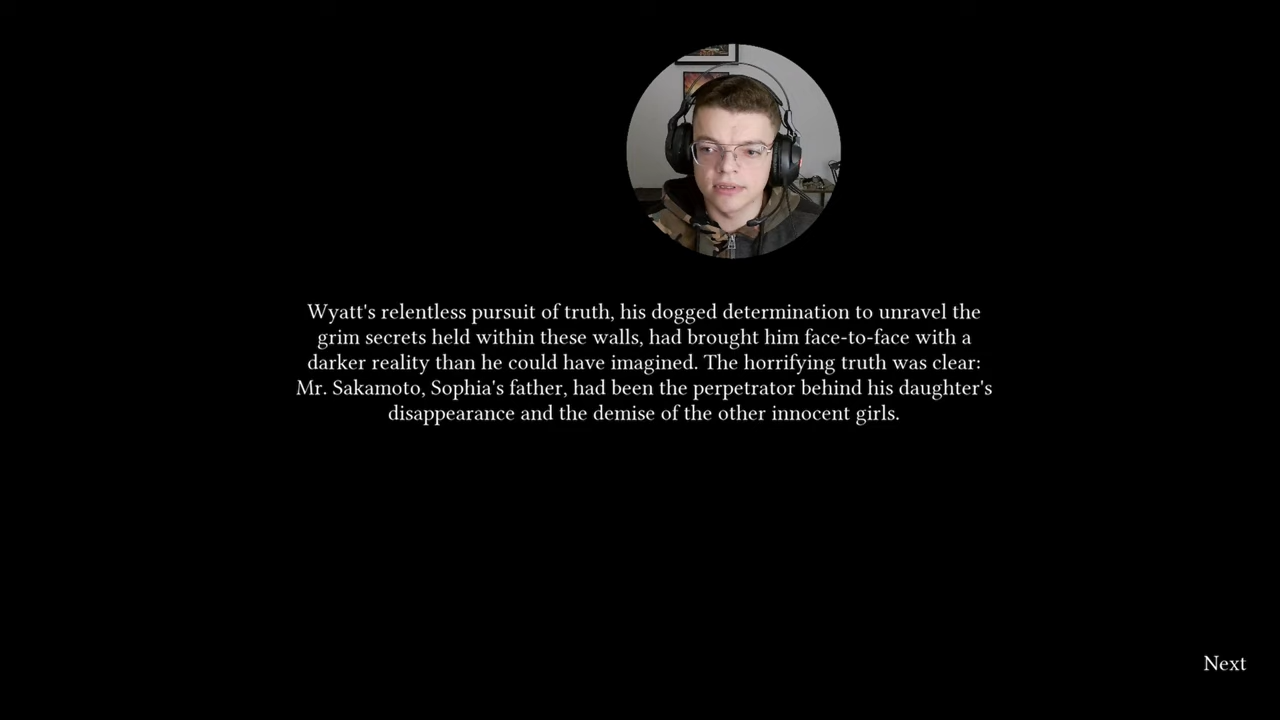 Wyatt's relentless pursuit of truth, his dogged determination to unravel the
grim secrets held within these walls, had brought him face-to-face with a
darker reality than he could have imagined. The horrifying truth was clear:
Mr. Sakamoto, Sophia's father, had been the perpetrator behind his daughter's
disappearance and the demise of the other innocent girls.
Next